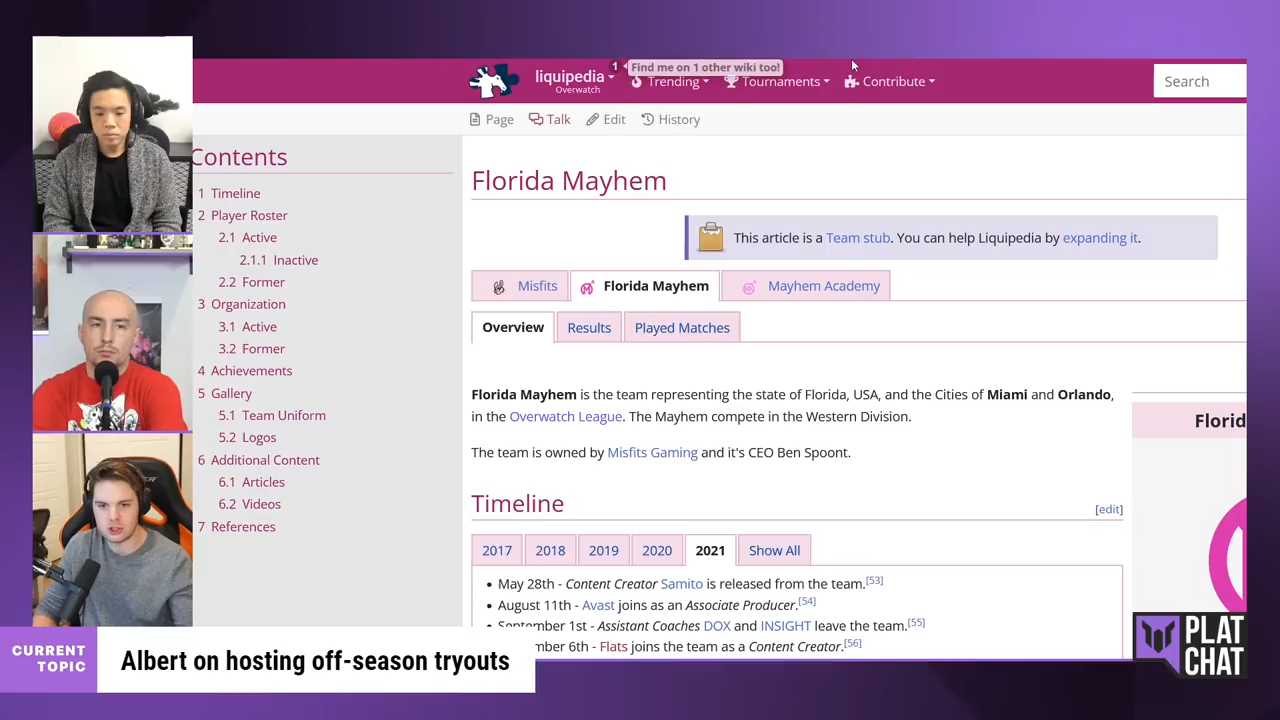 liquipedia
Overwatch
1
Find me on 1 other wiki too!
Trending
Tournaments
Contribute
Search
Page
Talk
Edit
History
Contents
1 Timeline
2 Player Roster
2.1 Active
2.1.1 Inactive
2.2 Former
3 Organization
3.1 Active
3.2 Former
4 Achievements
5 Gallery
5.1 Team Uniform
5.2 Logos
6 Additional Content
6.1 Articles
6.2 Videos
7 References
Florida Mayhem
This article is a Team stub. You can help Liquipedia by expanding it.
Misfits
Florida Mayhem
Mayhem Academy
Overview
Results
Played Matches
Florida Mayhem is the team representing the state of Florida, USA, and the Cities of Miami and Orlando,
in the Overwatch League. The Mayhem compete in the Western Division.
The team is owned by Misfits Gaming and it's CEO Ben Spoont.
Florid
Timeline
[edit]
2017
2018
2019
2020
2021
Show All
• May 28th - Content Creator Samito is released from the team.[53]
• August 11th - Avast joins as an Associate Producer.[54]
• September 1st - Assistant Coaches DOX and INSIGHT leave the team.[55]
mber 6th - Flats joins the team as a Content Creator.[56]
CURRENT
TOPIC
Albert on hosting off-season tryouts
PLAT
CHAT